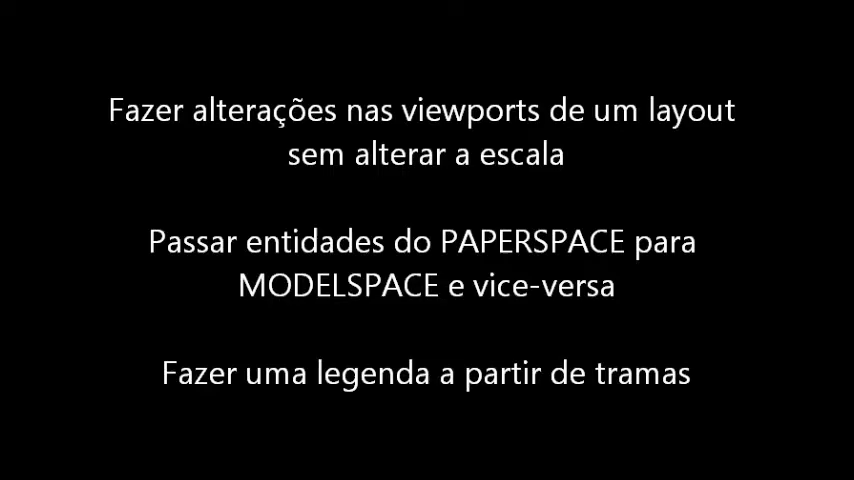 Fazer alterações nas viewports de um layout
sem alterar a escala
Passar entidades do PAPERSPACE para
MODELSPACE e vice-versa
Fazer uma legenda a partir de tramas